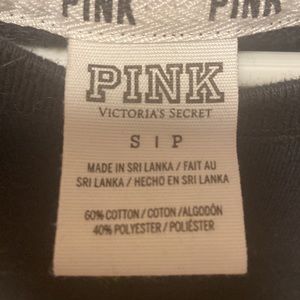 PINK
PINK
PINK
VICTORIA'S SECRET
S | P
MADE IN SRI LANKA / FAIT AU
SRI LANKA / HECHO EN SRI LANKA
60% COTTON / COTON / ALGODÓN
40% POLYESTER / POLIÉSTER